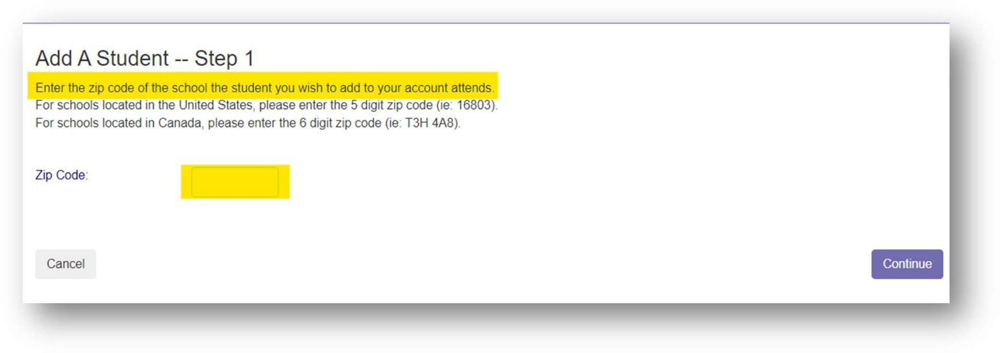 Add A Student -- Step 1
Enter the zip code of the school the student you wish to add to your account attends.
For schools located in the United States, please enter the 5 digit zip code (ie: 16803).
For schools located in Canada, please enter the 6 digit zip code (ie: T3H 4A8).
Zip Code:
Cancel
Continue